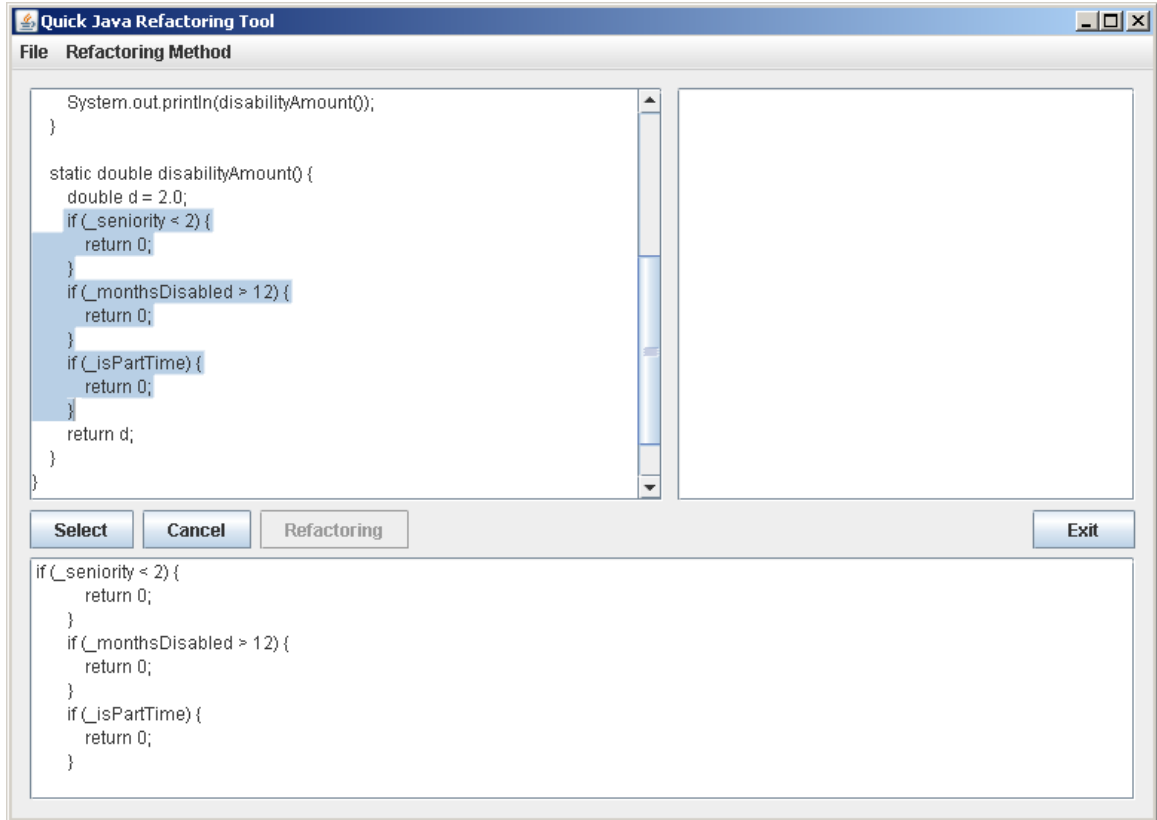 Quick Java Refactoring Tool
File Refactoring Method
System.out.println(disabilityAmount());
}
static double disabilityAmount() {
double d = 2.0;
if (_seniority < 2) {
return 0;
}
if (_monthsDisabled > 12) {
return 0;
}
if (_isPartTime) {
return 0;
}
return d;
}
}
Select Cancel Refactoring Exit
if (_seniority < 2) {
return 0;
}
if (_monthsDisabled > 12) {
return 0;
}
if (_isPartTime) {
return 0;
}